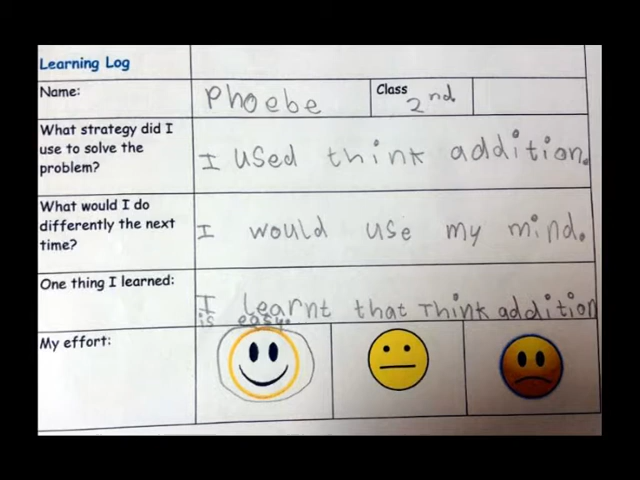 Learning Log
Name: Phoebe Class 2nd
What strategy did I
use to solve the
problem?
I used think addition.
What would I do
differently the next
time?
I would use my mind.
One thing I learned:
I learnt that Think addition
is easy.
My effort: